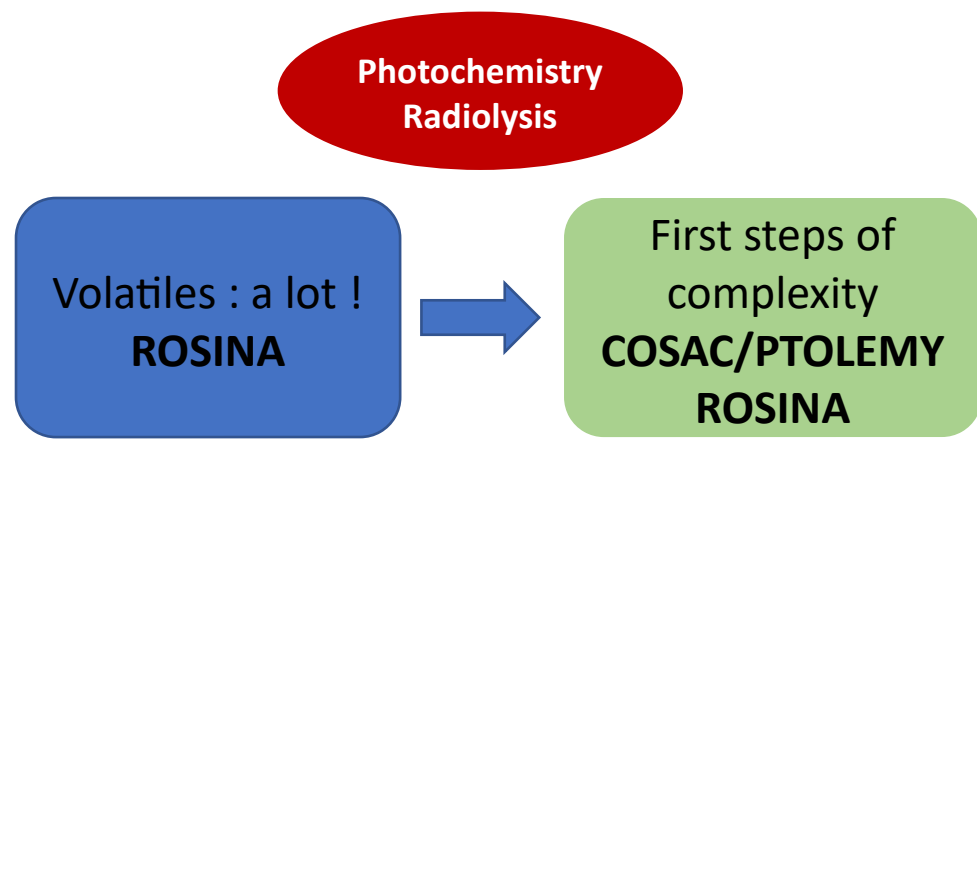 Photochemistry
Radiolysis
Volatiles : a lot !
ROSINA
First steps of
complexity
COSAC/PTOLEMY
ROSINA